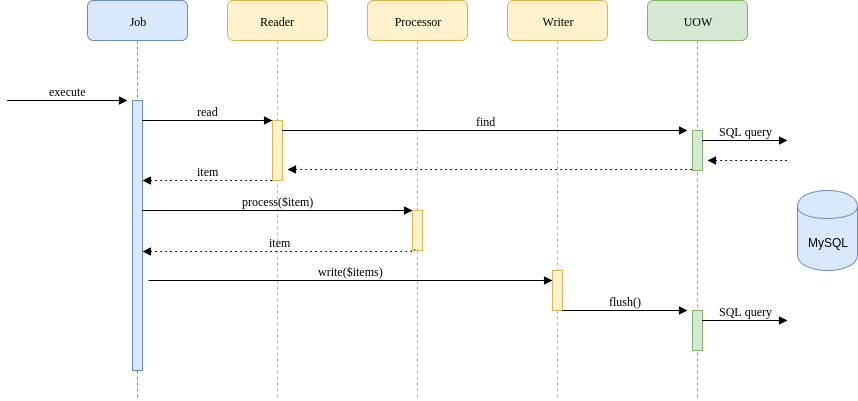 Job
Reader
Processor
Writer
UOW
execute
read
find
SQL query
item
process($item)
item
MySQL
write($items)
flush()
SQL query